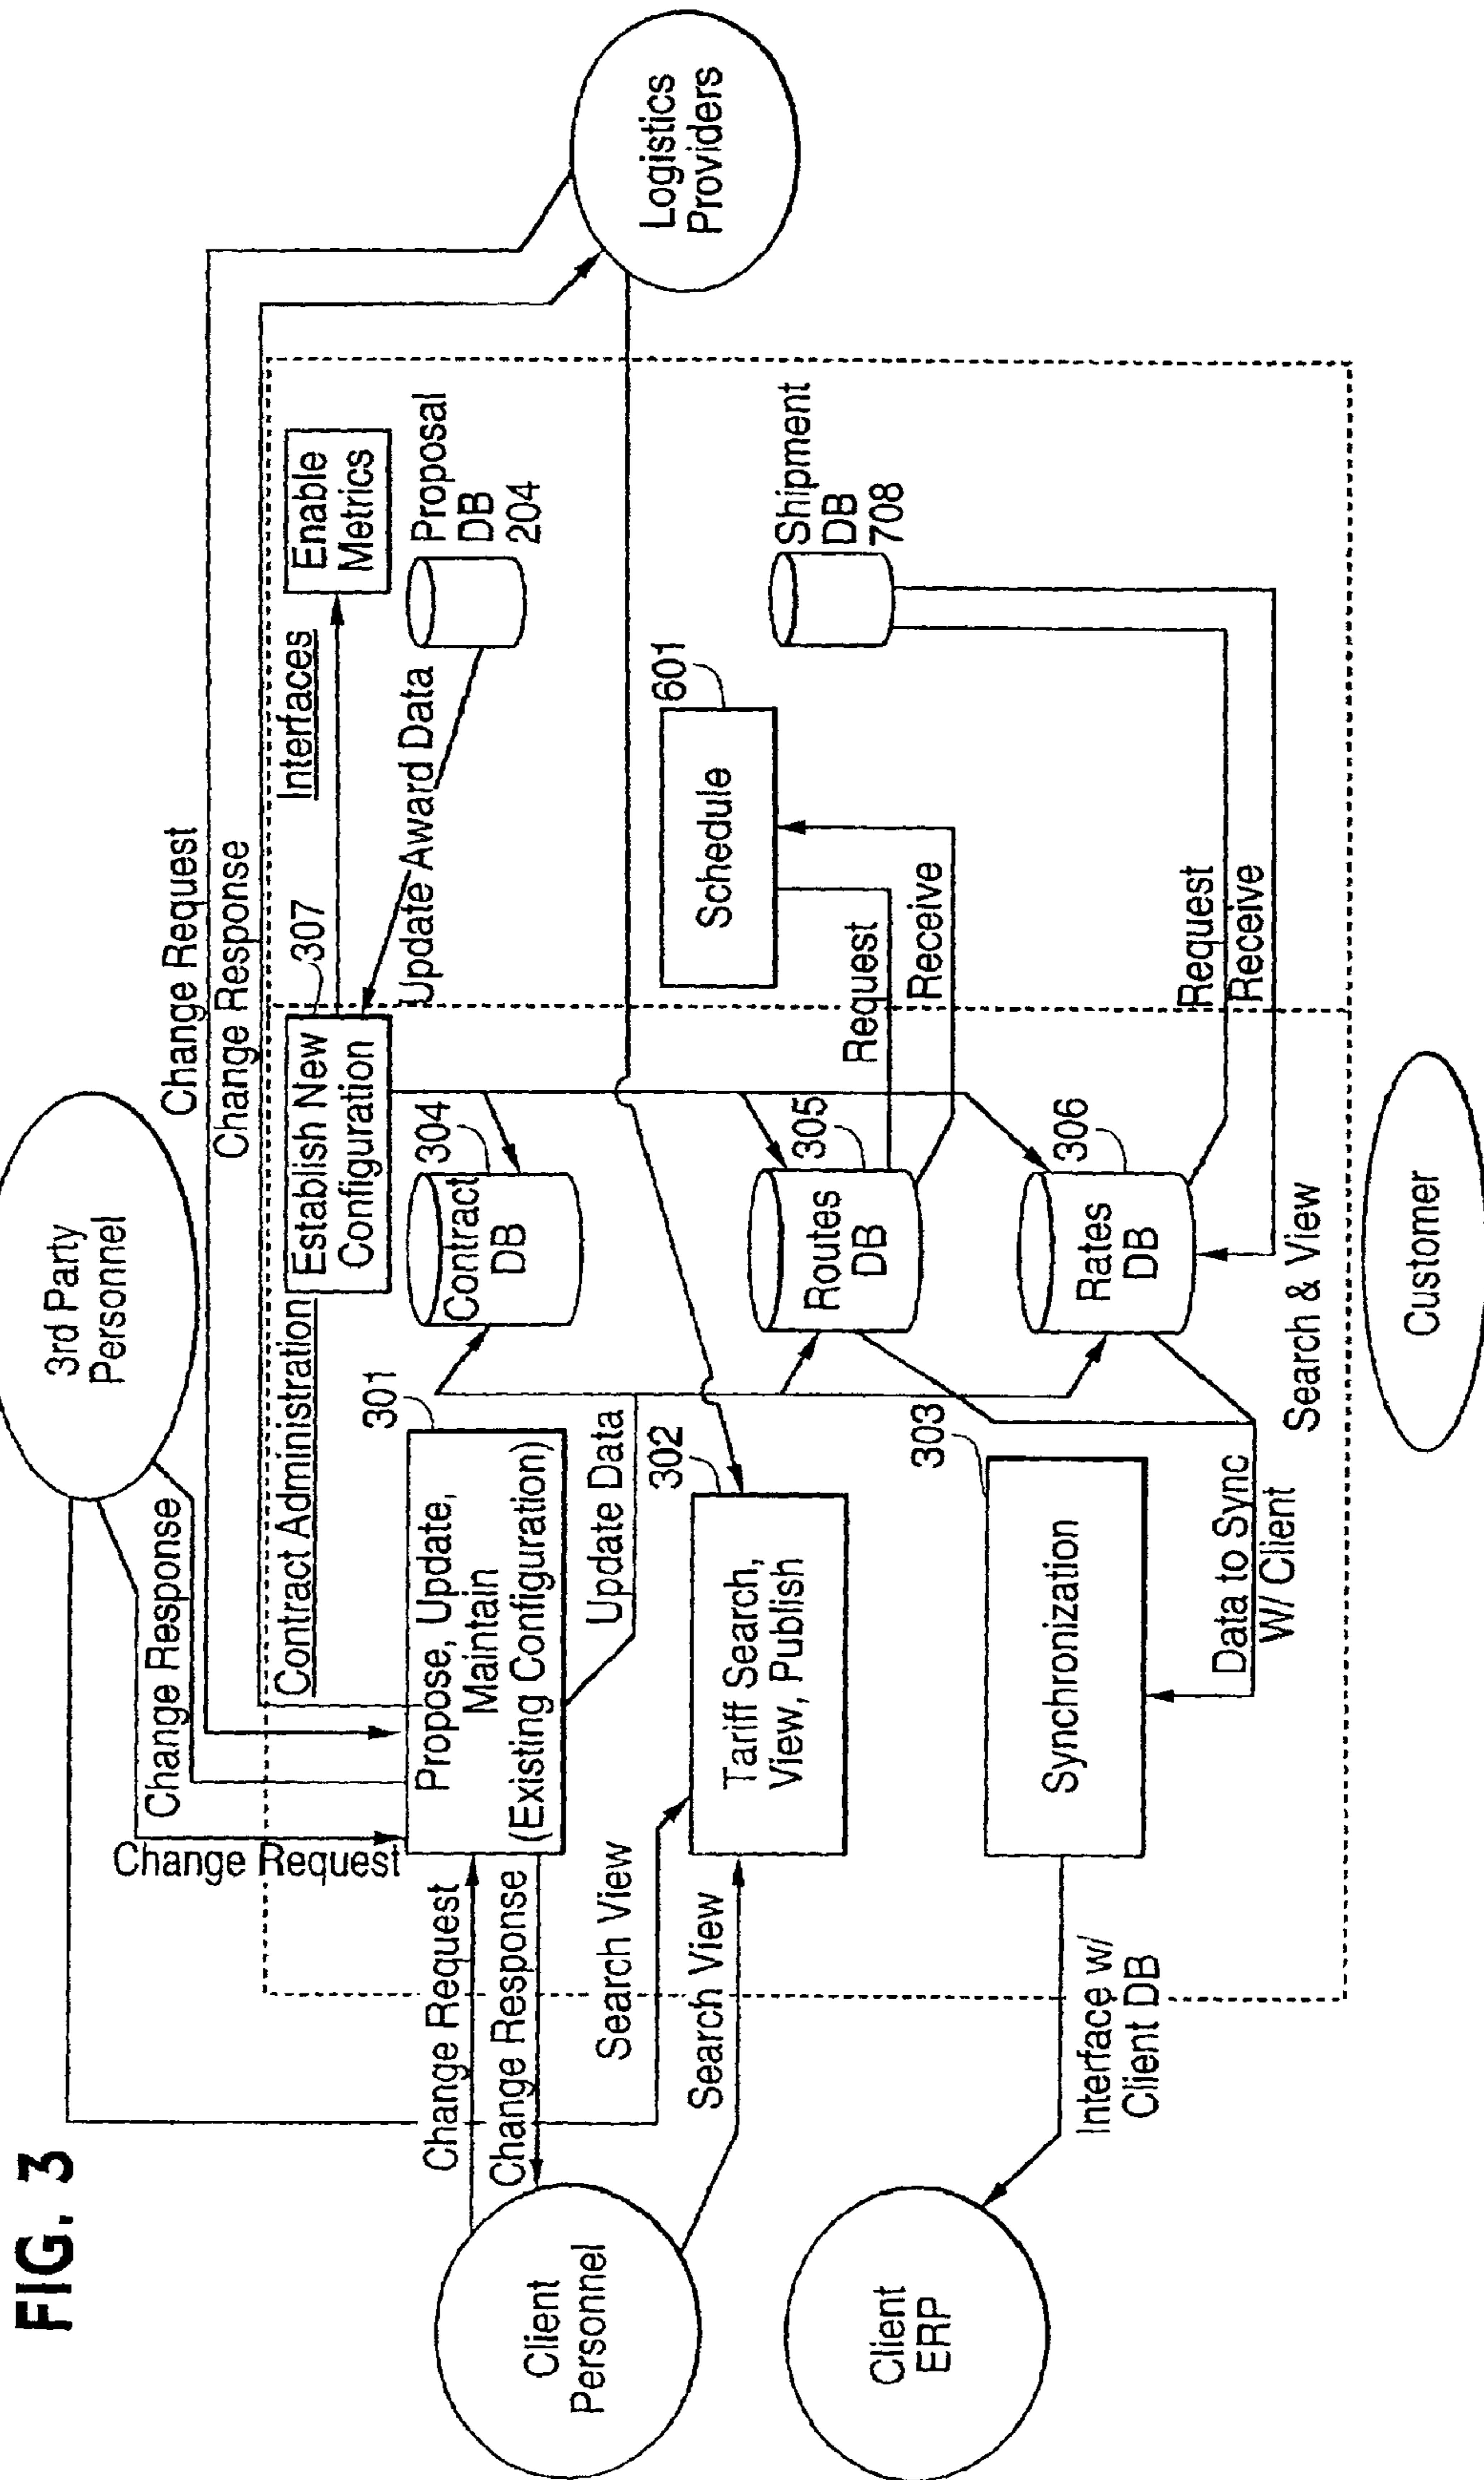 FIG. 3
3rd Party
Personnel
Change Request
Change Response
Change Response
Change Request
Contract Administration
Establish New
Configuration
307
Interfaces
Enable
Metrics
Change Request
Change Response
301
Propose, Update,
Maintain
(Existing Configuration)
Update Data
304
Contract
DB
Update Award Data
Proposal
DB
204
Logistics
Providers
Client
Personnel
Search View
Search View
302
Tariff Search,
View, Publish
305
Routes
DB
Request
Receive
Schedule
601
Shipment
DB
708
Client
ERP
Interface w/
Client DB
303
Synchronization
Data to Sync
W/ Client
306
Rates
DB
Request
Receive
Search & View
Customer